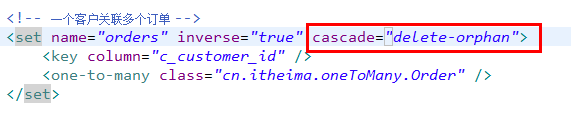 <!-- 一个客户关联多个订单 -->
<set name="orders" inverse="true" cascade="delete-orphan">
<key column="c_customer_id" />
<one-to-many class="cn.itheima.oneToMany.Order" />
</set>